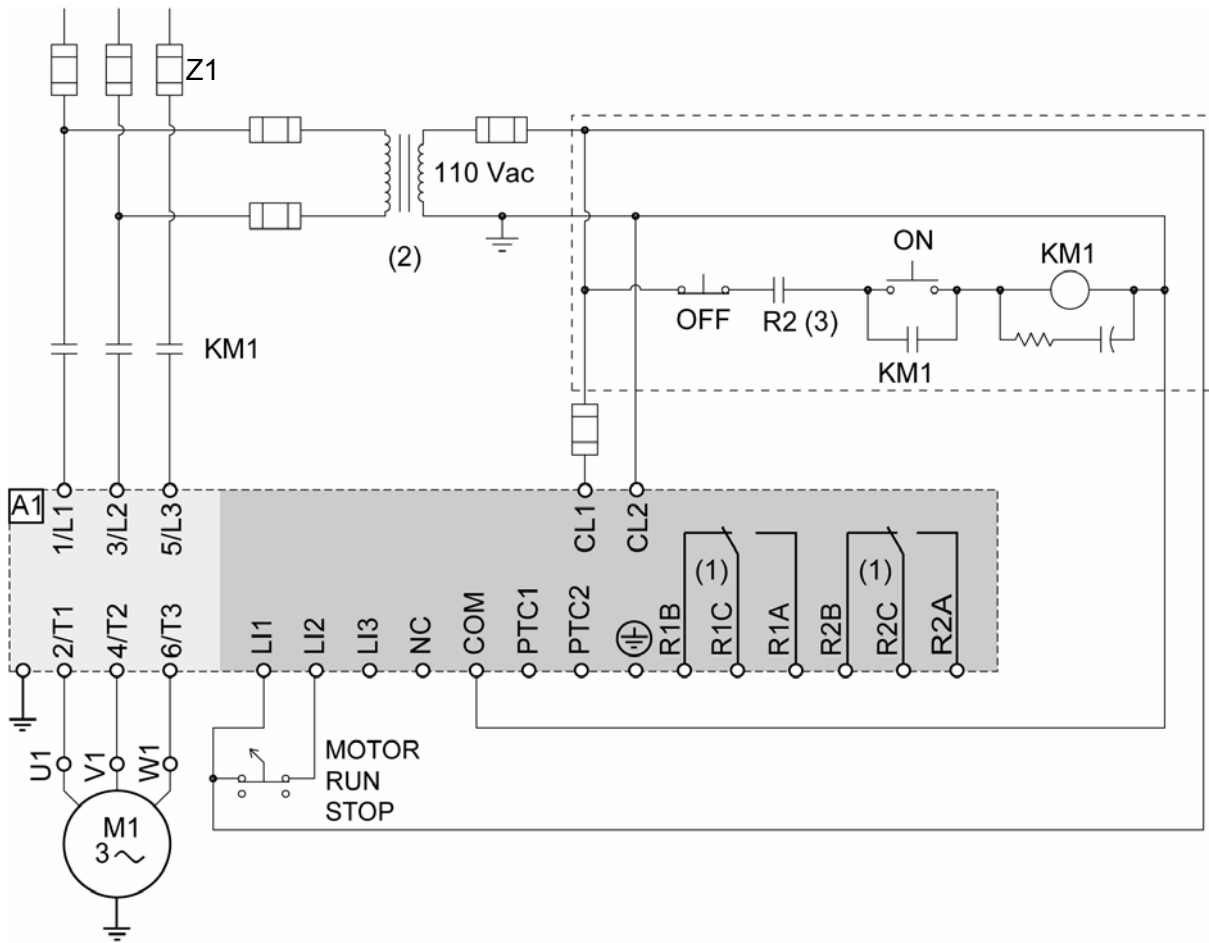 Z1
110 Vac
(2)
ON
KM1
OFF
R2 (3)
KM1
KM1
A1
1/L1
3/L2
5/L3
CL1
CL2
(1)
(1)
2/T1
4/T2
6/T3
LI1
LI2
LI3
NC
COM
PTC1
PTC2
R1B
R1C
R1A
R2B
R2C
R2A
U1
V1
W1
MOTOR
RUN
STOP
M1
3